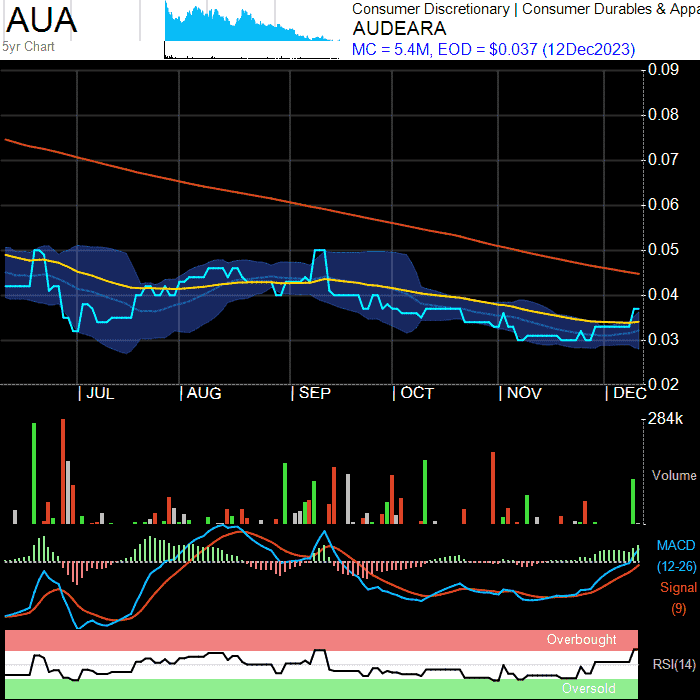 AUA
5yr Chart
Consumer Discretionary | Consumer Durables & Appa
AUDEARA
MC = 5.4M, EOD = $0.037 (12Dec2023)
0.09
0.08
0.07
0.06
0.05
0.04
0.03
0.02
JUL AUG SEP OCT NOV DEC
284k
Volume
MACD
(12-26)
Signal
(9)
Overbought
RSI(14)
Oversold